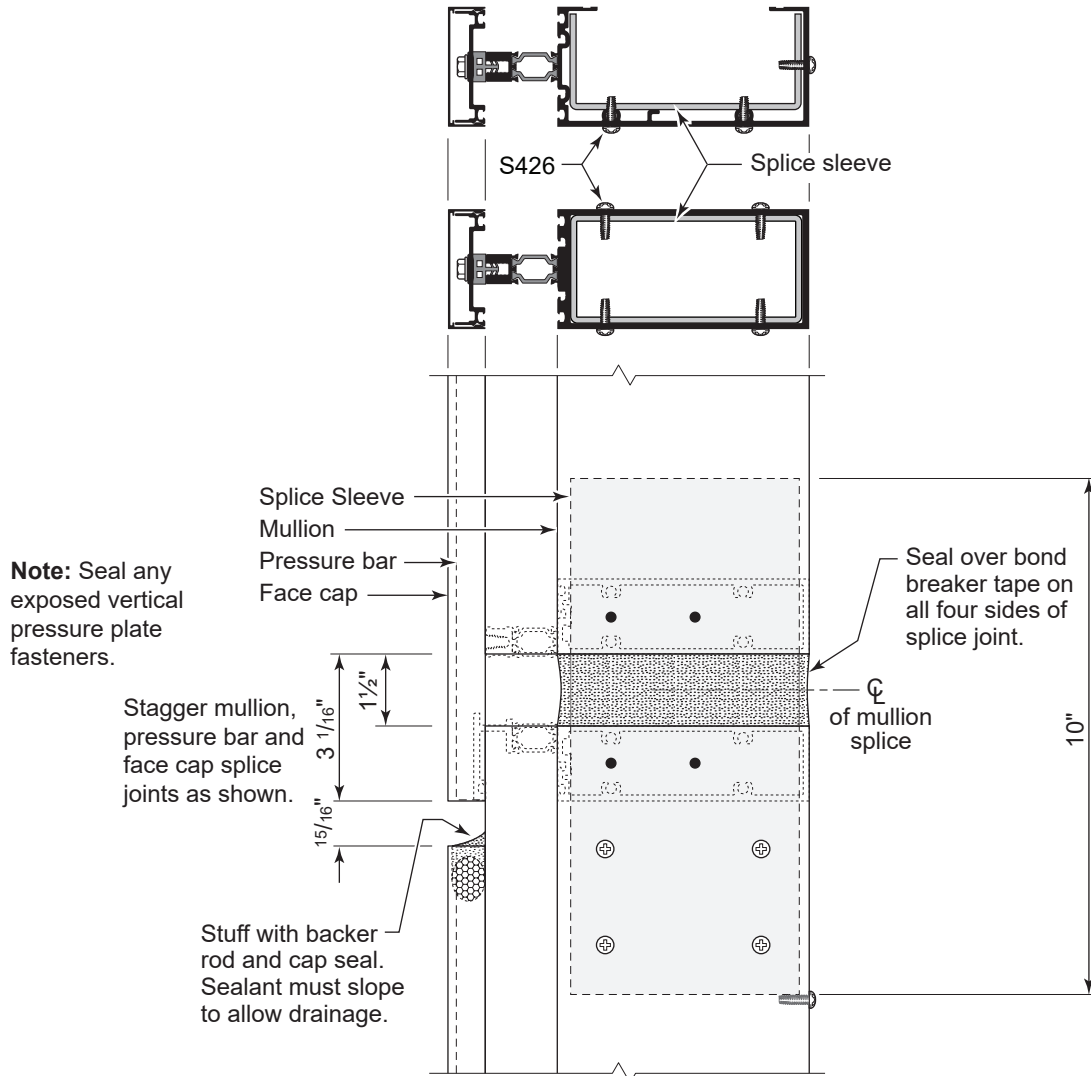 S426
Splice sleeve
Splice Sleeve
Mullion
Pressure bar
Face cap
Note: Seal any
exposed vertical
pressure plate
fasteners.
Seal over bond
breaker tape on
all four sides of
splice joint.
℄
of mullion
splice
10"
1½"
3 1/16"
15/16"
Stagger mullion,
pressure bar and
face cap splice
joints as shown.
Stuff with backer
rod and cap seal.
Sealant must slope
to allow drainage.